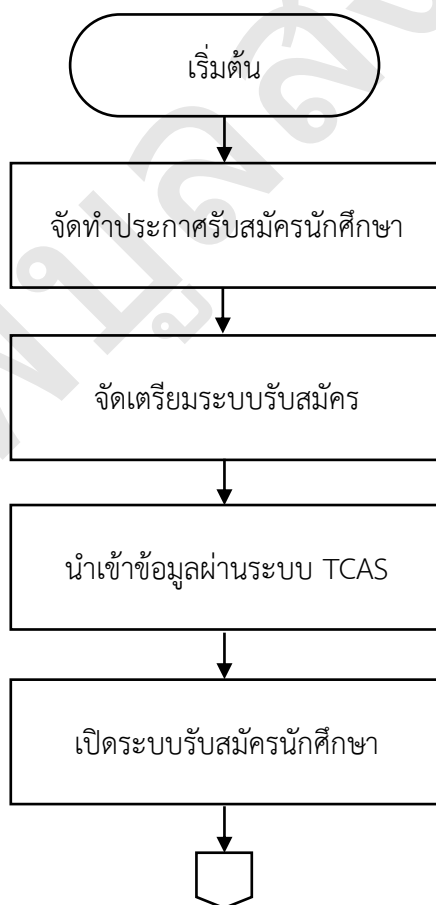 เริ่มต้น
จัดทำประกาศรับสมัครนักศึกษา
จัดเตรียมระบบรับสมัคร
นำเข้าข้อมูลผ่านระบบ TCAS
เปิดระบบรับสมัครนักศึกษา